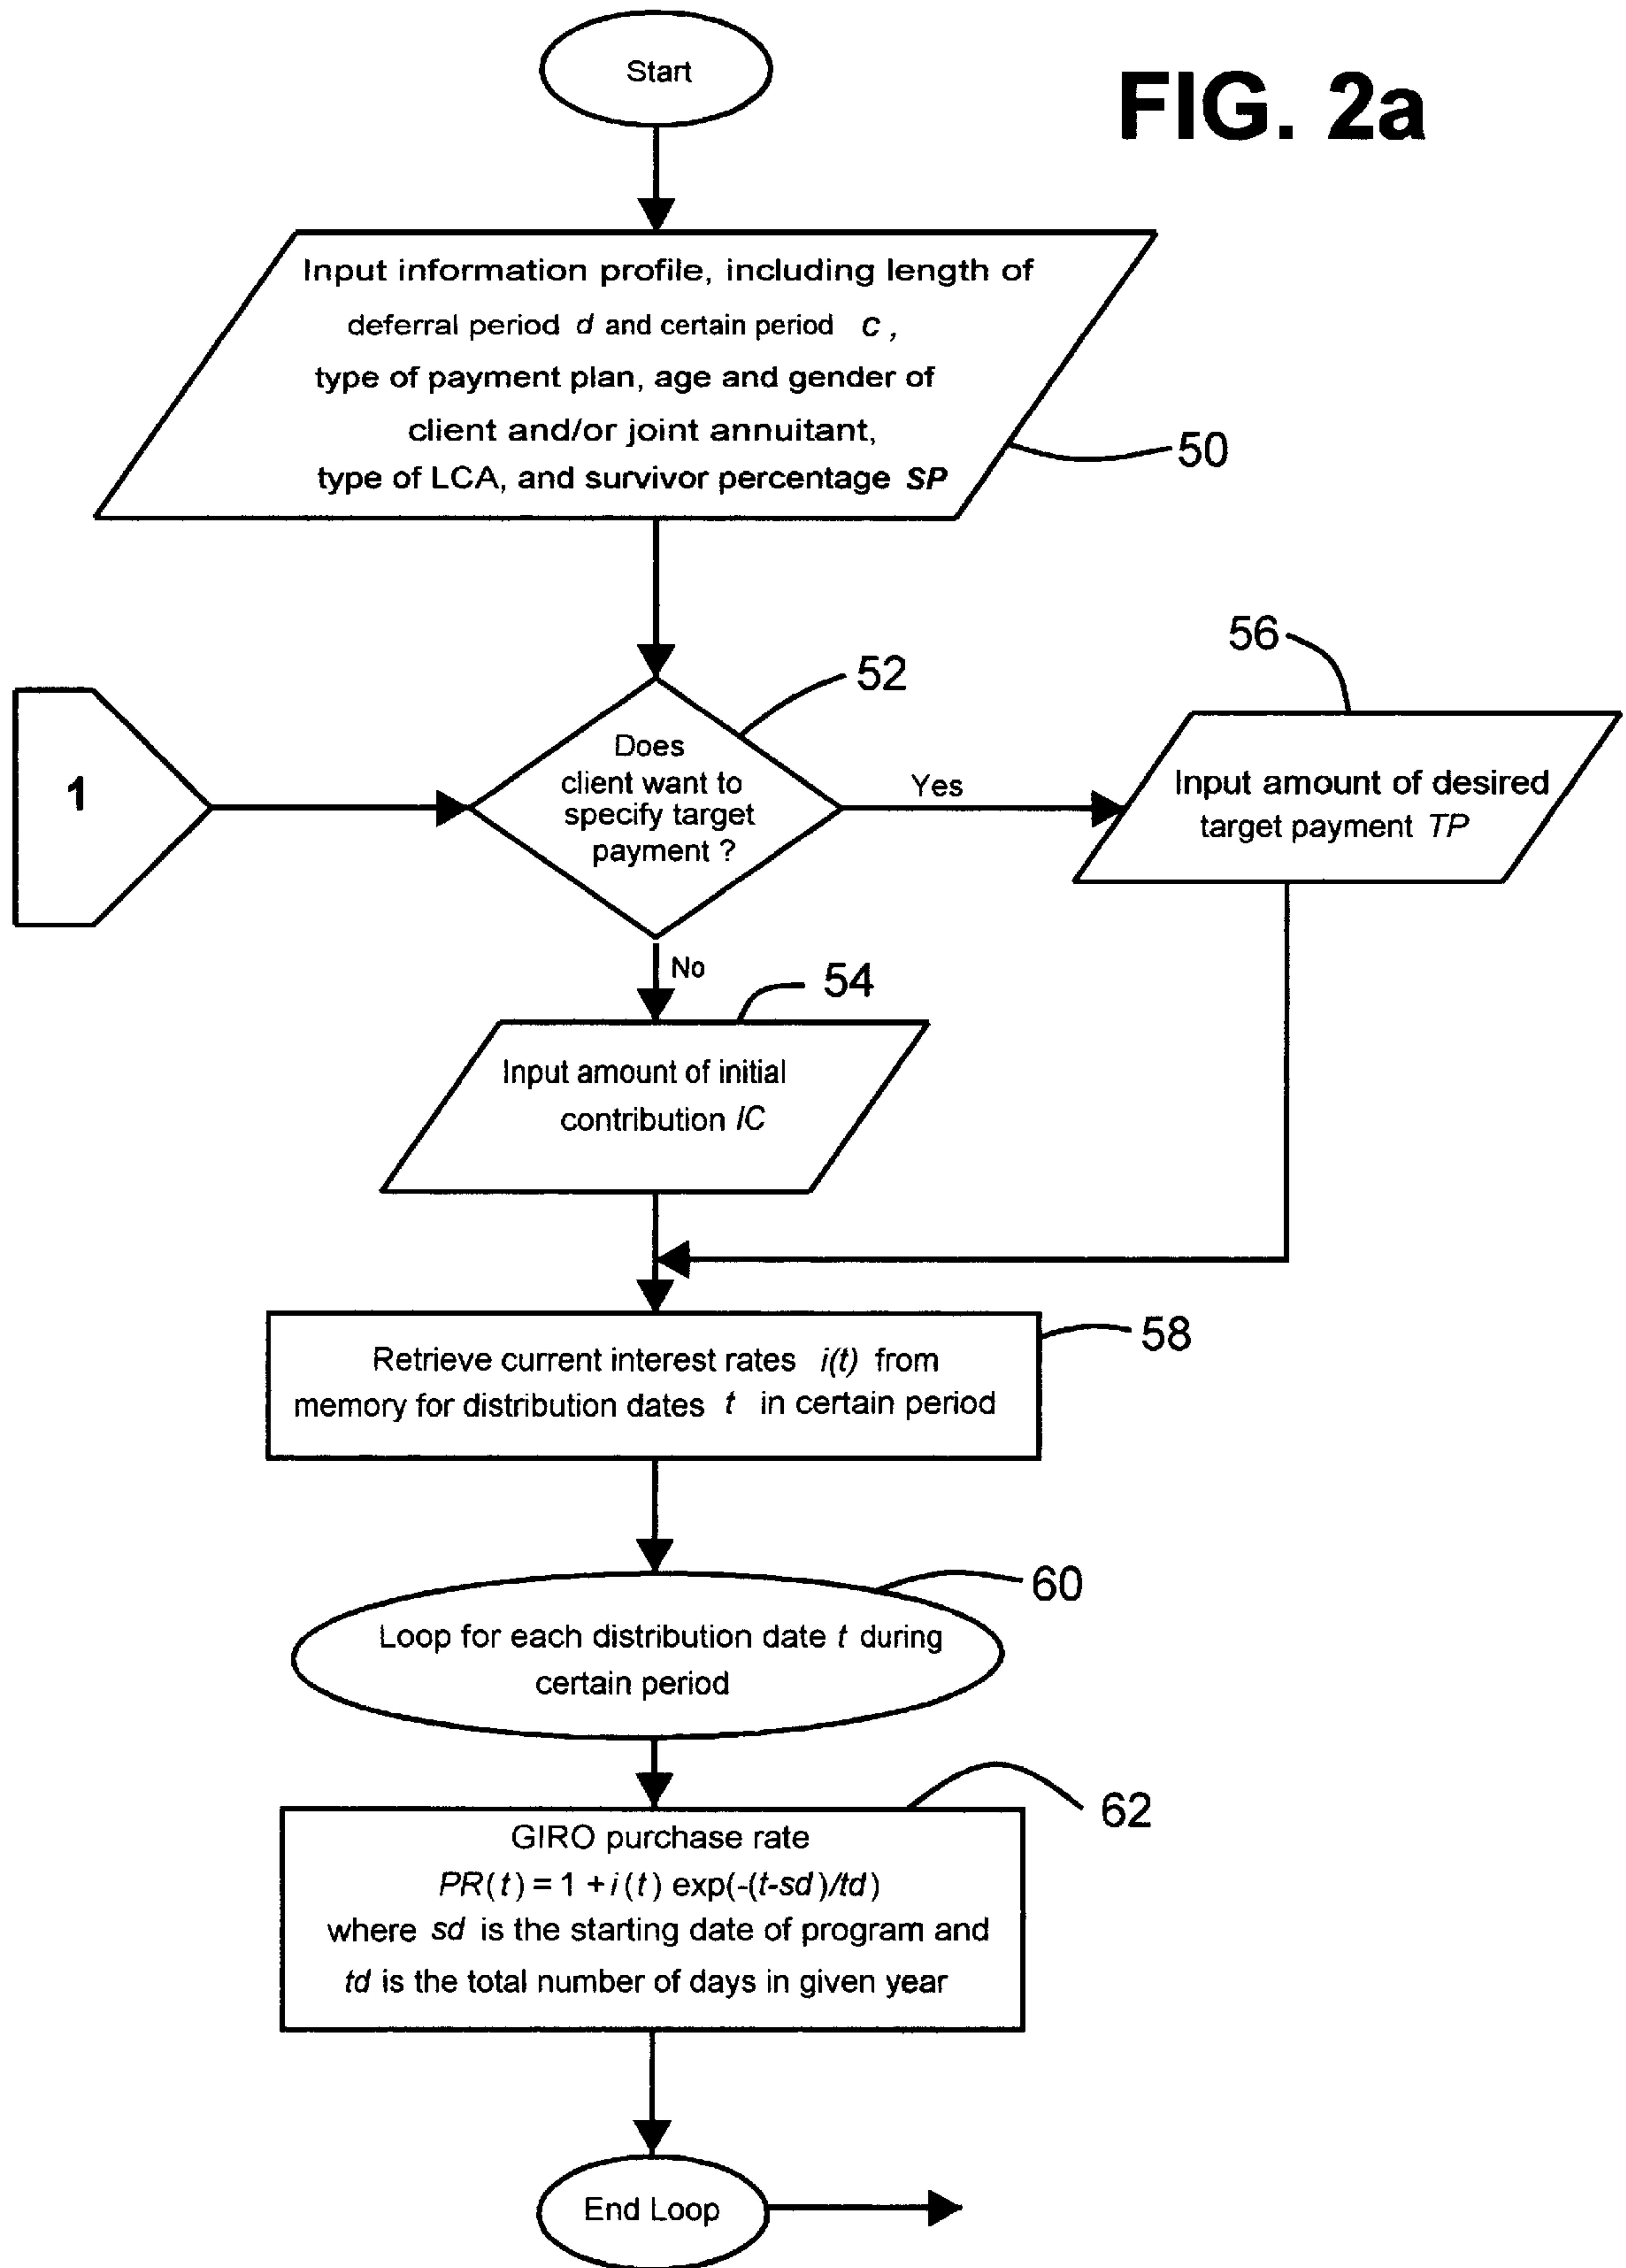 Start
FIG. 2a
Input information profile, including length of
deferral period d and certain period c ,
type of payment plan, age and gender of
client and/or joint annuitant,
type of LCA, and survivor percentage SP
50
52
56
1
Does
client want to
specify target
payment ?
Yes
Input amount of desired
target payment TP
No
54
Input amount of initial
contribution IC
58
Retrieve current interest rates i(t) from
memory for distribution dates t in certain period
60
Loop for each distribution date t during
certain period
62
GIRO purchase rate
PR(t) = 1 + i(t) exp(-(t-sd)/td)
where sd is the starting date of program and
td is the total number of days in given year
End Loop